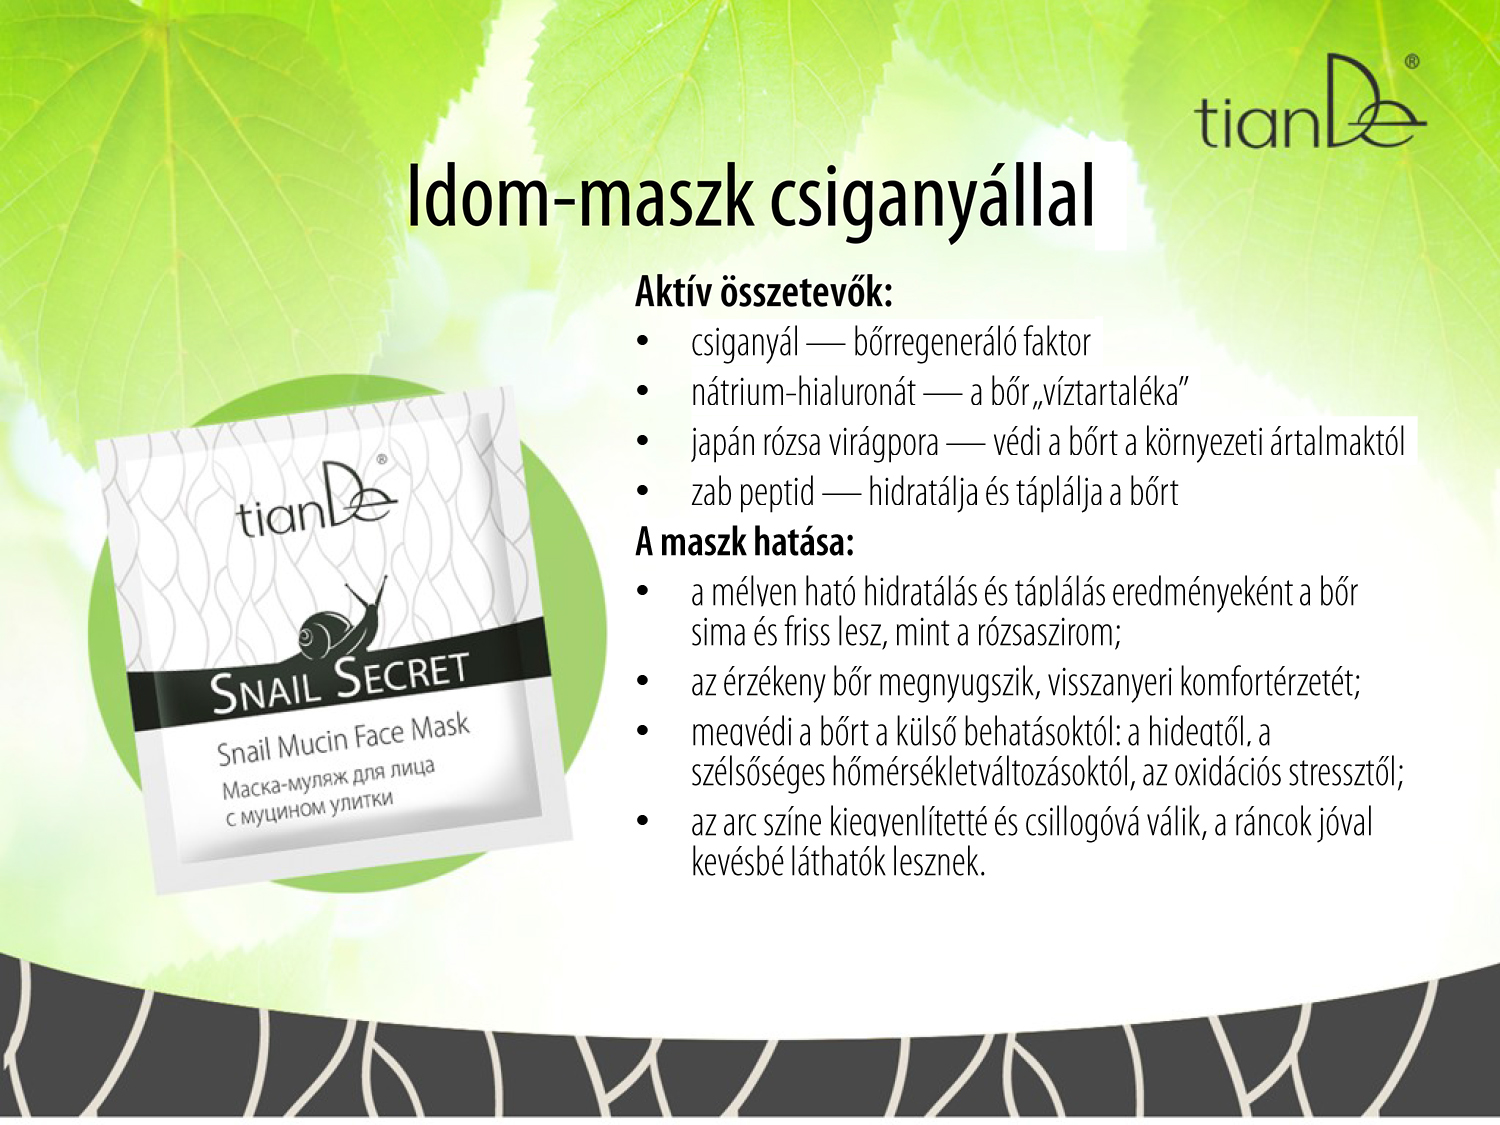 tianDe®
Idom-maszk csiganyállal
Aktív összetevők:
• csiganyál — bőrregeneráló faktor
• nátrium-hialuronát — a bőr „víztartaléka”
• japán rózsa virágpora — védi a bőrt a környezeti ártalmaktól
• zab peptid — hidratálja és táplálja a bőrt
A maszk hatása:
• a mélyen ható hidratálás és táplálás eredményeként a bőr
sima és friss lesz, mint a rózsaszirom;
• az érzékeny bőr megnyugszik, visszanyeri komfortérzetét;
• megvédi a bőrt a külső behatásoktól: a hidegtől, a
szélsőséges hőmérsékletváltozásoktól, az oxidációs stressztől;
• az arc színe kiegyenlítetté és csillogóvá válik, a ráncok jóval
kevésbé láthatók lesznek.
tianDe®
SNAIL SECRET
Snail Mucin Face Mask
Маска-муляж для лица
с муцином улитки